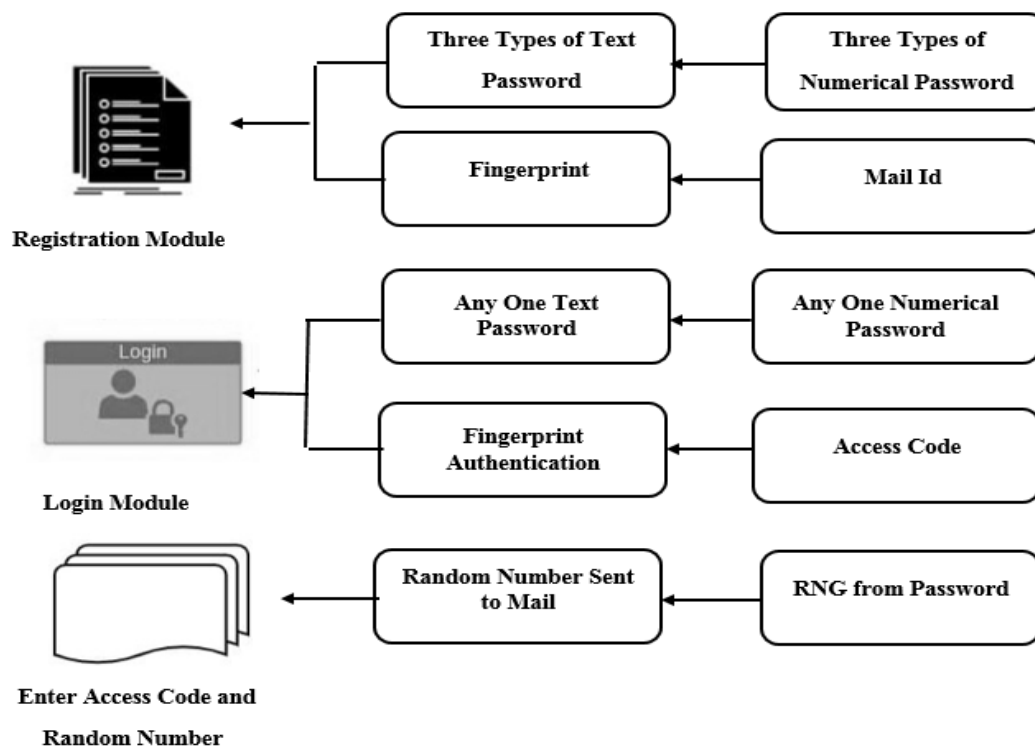 Three Types of Text
Password
Three Types of
Numerical Password
Fingerprint
Mail Id
Registration Module
Any One Text
Password
Any One Numerical
Password
Login
Fingerprint
Authentication
Access Code
Login Module
Random Number Sent
to Mail
RNG from Password
Enter Access Code and
Random Number